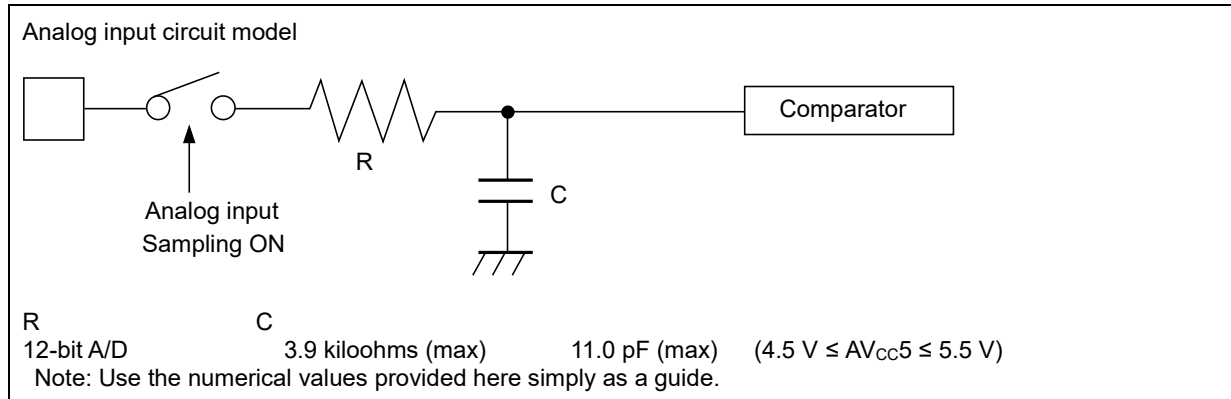 Analog input circuit model
Comparator
R
C
Analog input
Sampling ON
R C
12-bit A/D 3.9 kiloohms (max) 11.0 pF (max) (4.5 V ≤ AVCC5 ≤ 5.5 V)
Note: Use the numerical values provided here simply as a guide.